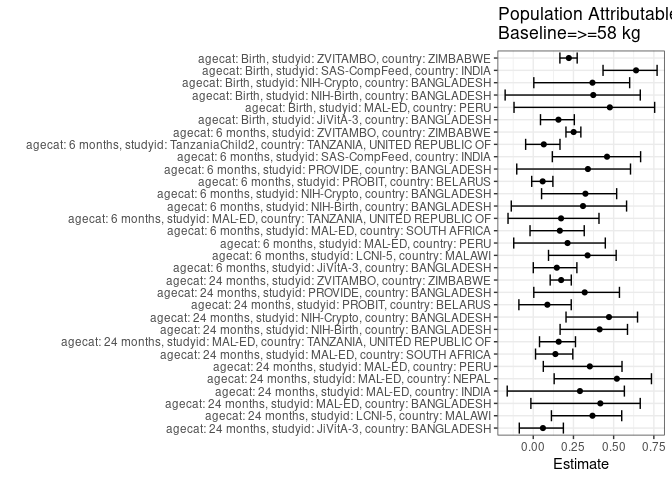 Population Attributable
Baseline=>=58 kg
agecat: Birth, studyid: ZVITAMBO, country: ZIMBABWE
agecat: Birth, studyid: SAS-CompFeed, country: INDIA
agecat: Birth, studyid: NIH-Crypto, country: BANGLADESH
agecat: Birth, studyid: NIH-Birth, country: BANGLADESH
agecat: Birth, studyid: MAL-ED, country: PERU
agecat: Birth, studyid: JiVitA-3, country: BANGLADESH
agecat: 6 months, studyid: ZVITAMBO, country: ZIMBABWE
agecat: 6 months, studyid: TanzaniaChild2, country: TANZANIA, UNITED REPUBLIC OF
agecat: 6 months, studyid: SAS-CompFeed, country: INDIA
agecat: 6 months, studyid: PROVIDE, country: BANGLADESH
agecat: 6 months, studyid: PROBIT, country: BELARUS
agecat: 6 months, studyid: NIH-Crypto, country: BANGLADESH
agecat: 6 months, studyid: NIH-Birth, country: BANGLADESH
agecat: 6 months, studyid: MAL-ED, country: TANZANIA, UNITED REPUBLIC OF
agecat: 6 months, studyid: MAL-ED, country: SOUTH AFRICA
agecat: 6 months, studyid: MAL-ED, country: PERU
agecat: 6 months, studyid: LCNI-5, country: MALAWI
agecat: 6 months, studyid: JiVitA-3, country: BANGLADESH
agecat: 24 months, studyid: ZVITAMBO, country: ZIMBABWE
agecat: 24 months, studyid: PROVIDE, country: BANGLADESH
agecat: 24 months, studyid: PROBIT, country: BELARUS
agecat: 24 months, studyid: NIH-Crypto, country: BANGLADESH
agecat: 24 months, studyid: NIH-Birth, country: BANGLADESH
agecat: 24 months, studyid: MAL-ED, country: TANZANIA, UNITED REPUBLIC OF
agecat: 24 months, studyid: MAL-ED, country: SOUTH AFRICA
agecat: 24 months, studyid: MAL-ED, country: PERU
agecat: 24 months, studyid: MAL-ED, country: NEPAL
agecat: 24 months, studyid: MAL-ED, country: INDIA
agecat: 24 months, studyid: MAL-ED, country: BANGLADESH
agecat: 24 months, studyid: LCNI-5, country: MALAWI
agecat: 24 months, studyid: JiVitA-3, country: BANGLADESH
0.00 0.25 0.50 0.75
Estimate